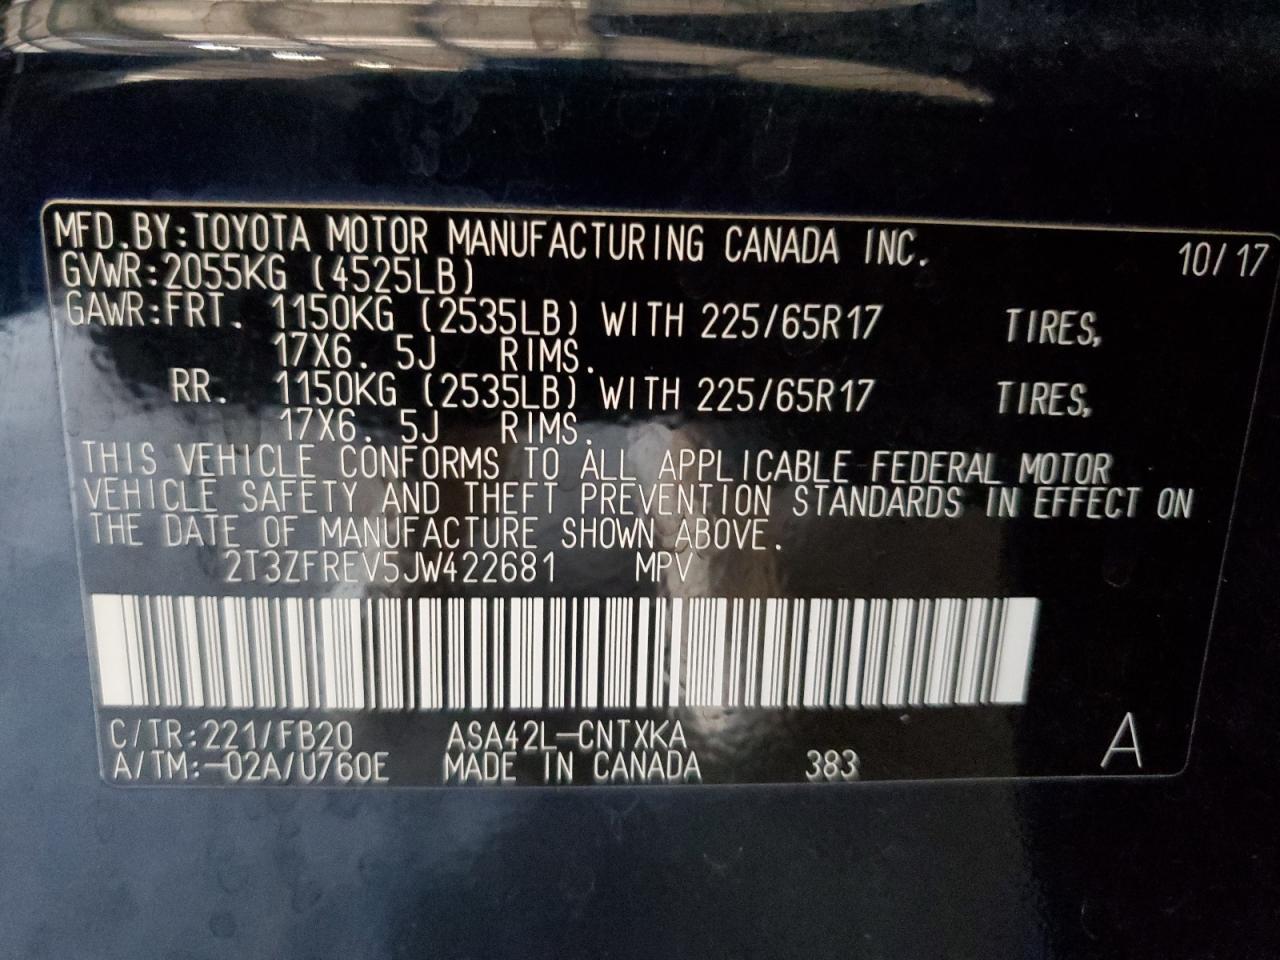 MFD.BY:TOYOTA MOTOR MANUFACTURING CANADA INC. 10/17
GVWR:2055KG (4525LB)
GAWR:FRT. 1150KG (2535LB) WITH 225/65R17 TIRES,
17X6. 5J RIMS.
RR. 1150KG (2535LB) WITH 225/65R17 TIRES,
17X6. 5J RIMS.
THIS VEHICLE CONFORMS TO ALL APPLICABLE FEDERAL MOTOR
VEHICLE SAFETY AND THEFT PREVENTION STANDARDS IN EFFECT ON
THE DATE OF MANUFACTURE SHOWN ABOVE.
2T3ZFREV5JW422681 MPV
C/TR:221/FB20 ASA42L-CNTXKA
A/TM:-02A/U760E MADE IN CANADA 383 A